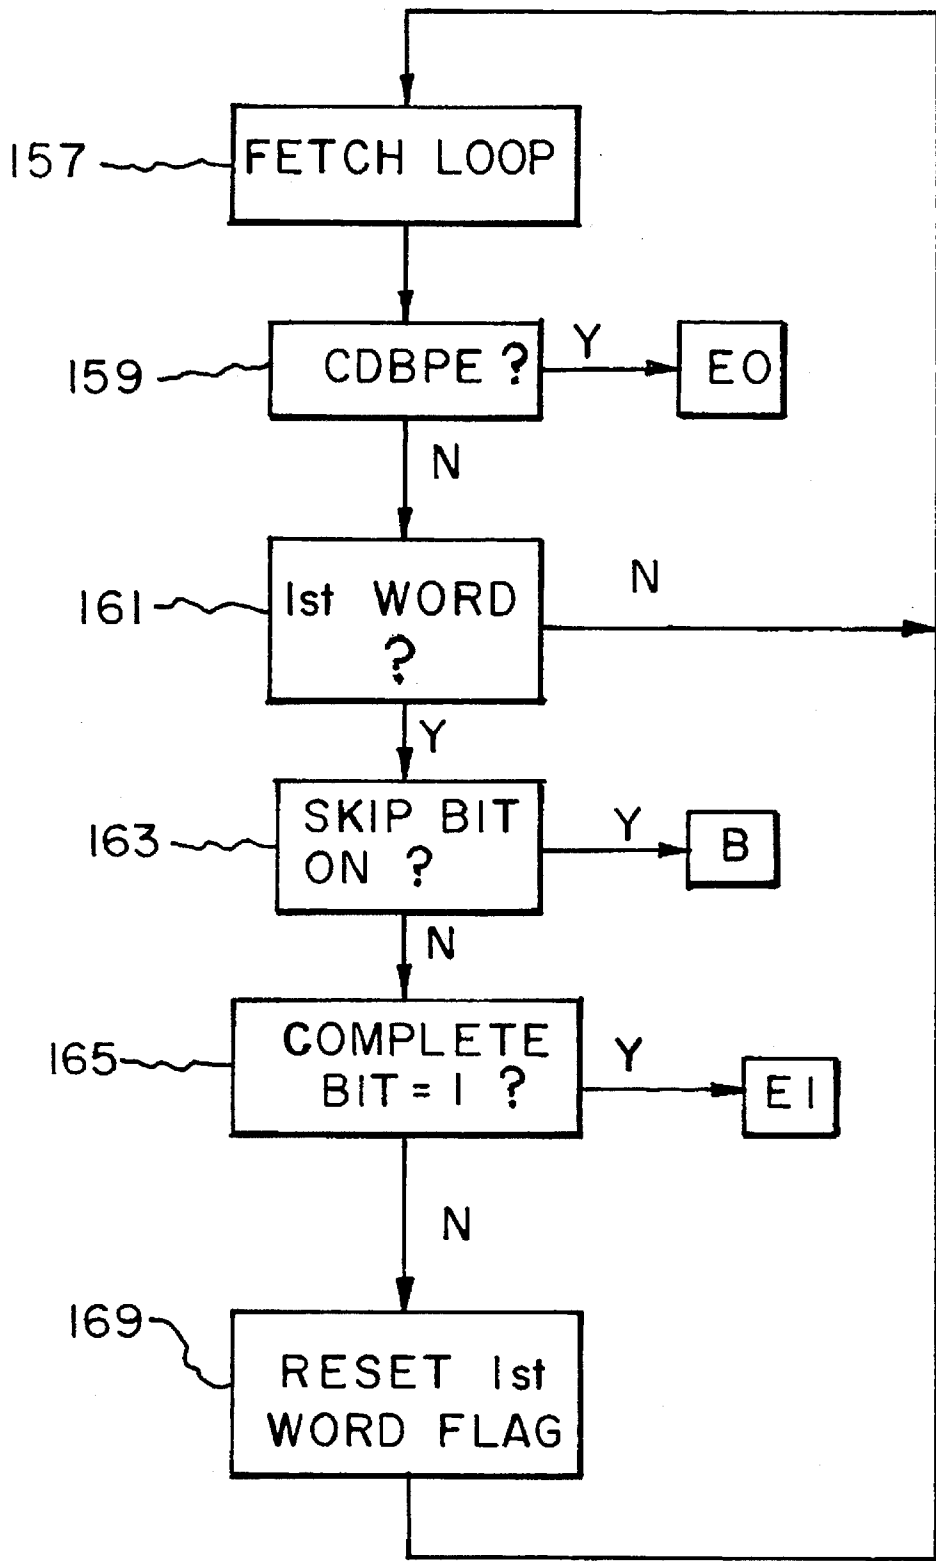 157
FETCH LOOP
159
CDBPE ?
Y
EO
N
161
1st WORD
?
N
Y
163
SKIP BIT
ON ?
Y
B
N
165
COMPLETE
BIT = 1 ?
Y
E1
N
169
RESET 1st
WORD FLAG